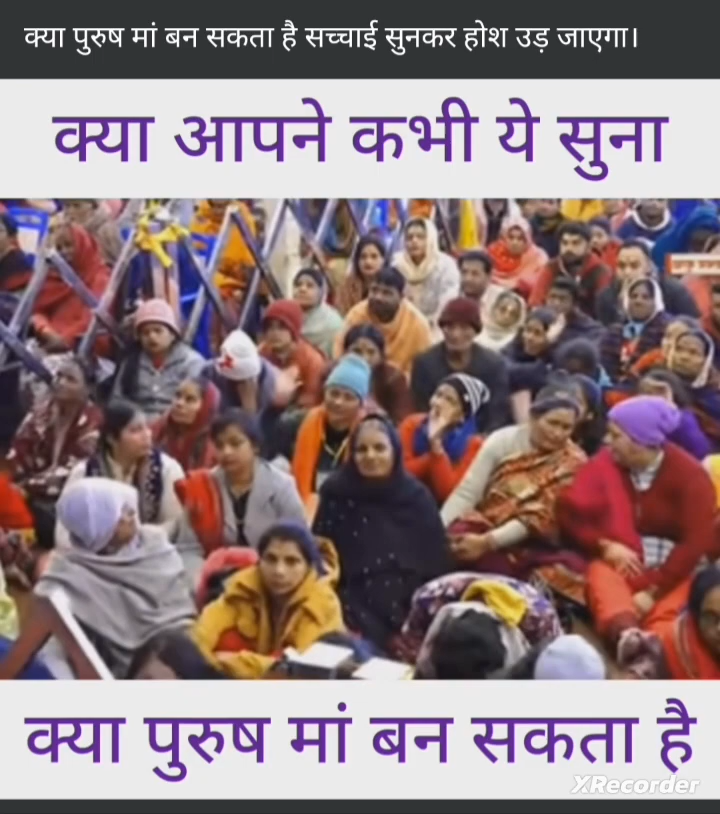 क्या पुरुष मां बन सकता है सच्चाई सुनकर होश उड़ जाएगा।
क्या आपने कभी ये सुना
क्या पुरुष मां बन सकता है
XRecorder